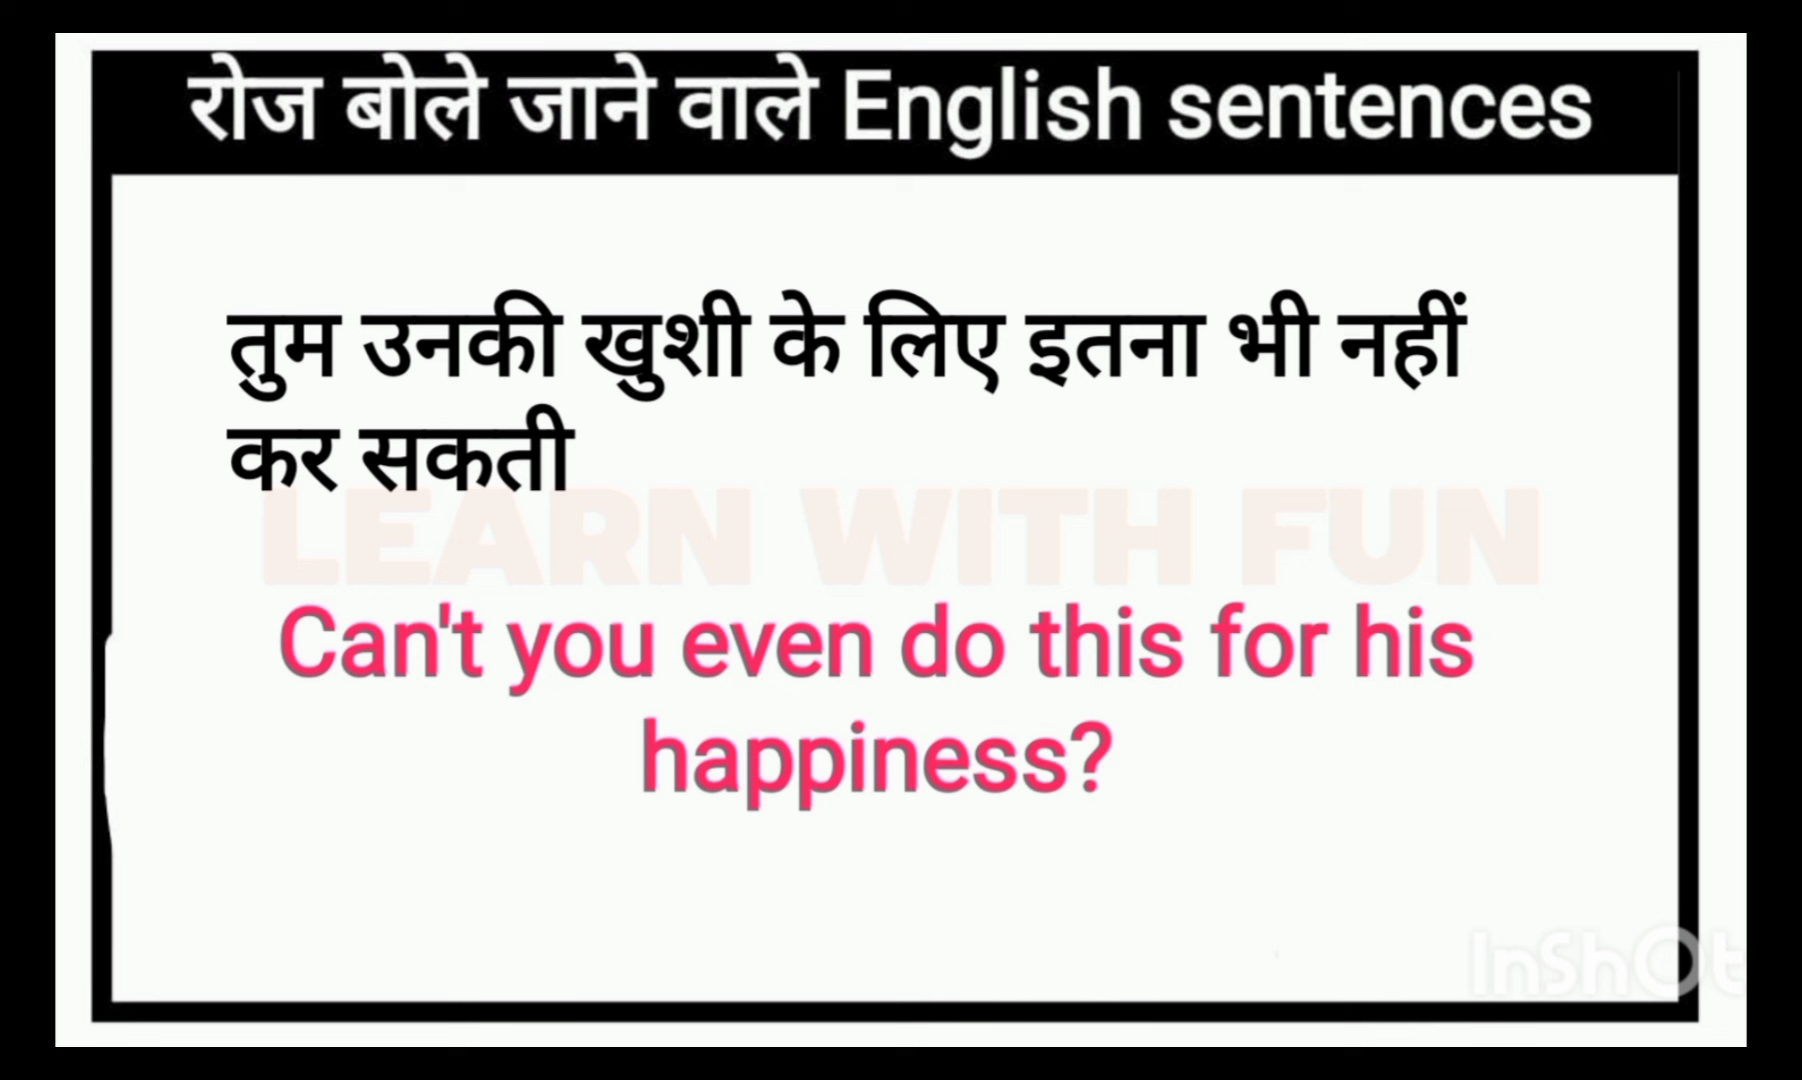 रोज बोले जाने वाले English sentences
तुम उनकी खुशी के लिए इतना भी नहीं
कर सकती
LEARN WITH FUN
Can't you even do this for his
happiness?
InShOt